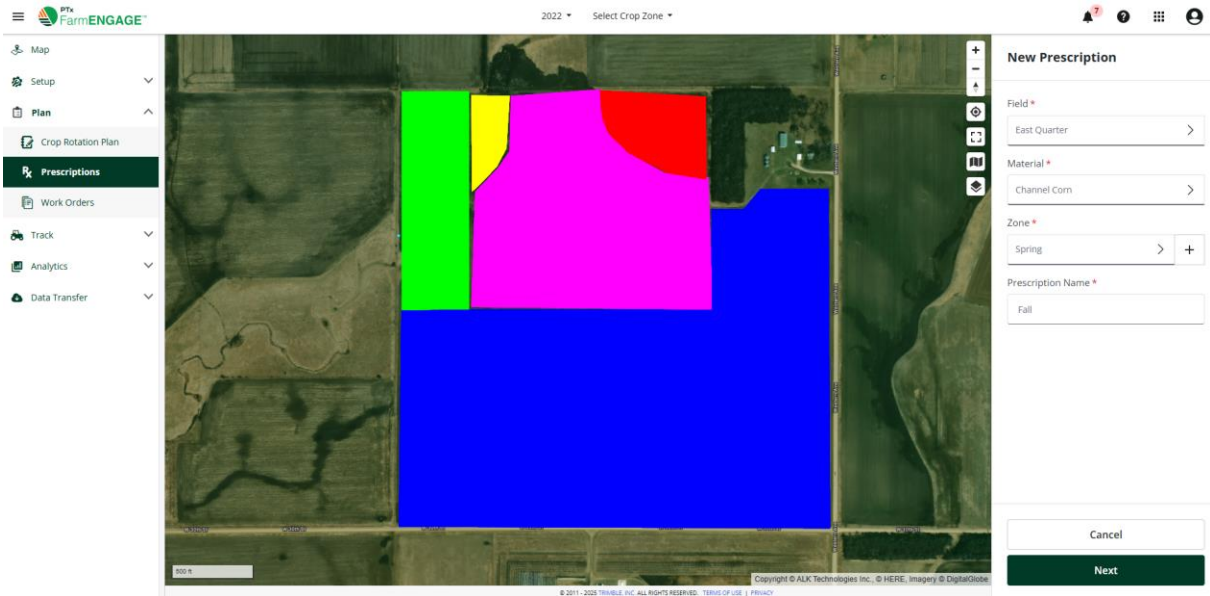 PTx
FarmENGAGE™
2022
Select Crop Zone
7
Map
Setup
Plan
Crop Rotation Plan
Prescriptions
Work Orders
Track
Analytics
Data Transfer
500 ft
Copyright © ALK Technologies Inc., © HERE, Imagery © DigitalGlobe
© 2011 - 2025 TRIMBLE, INC. ALL RIGHTS RESERVED. TERMS OF USE | PRIVACY
New Prescription
Field *
East Quarter
Material *
Channel Corn
Zone *
Spring
Prescription Name *
Fall
Cancel
Next